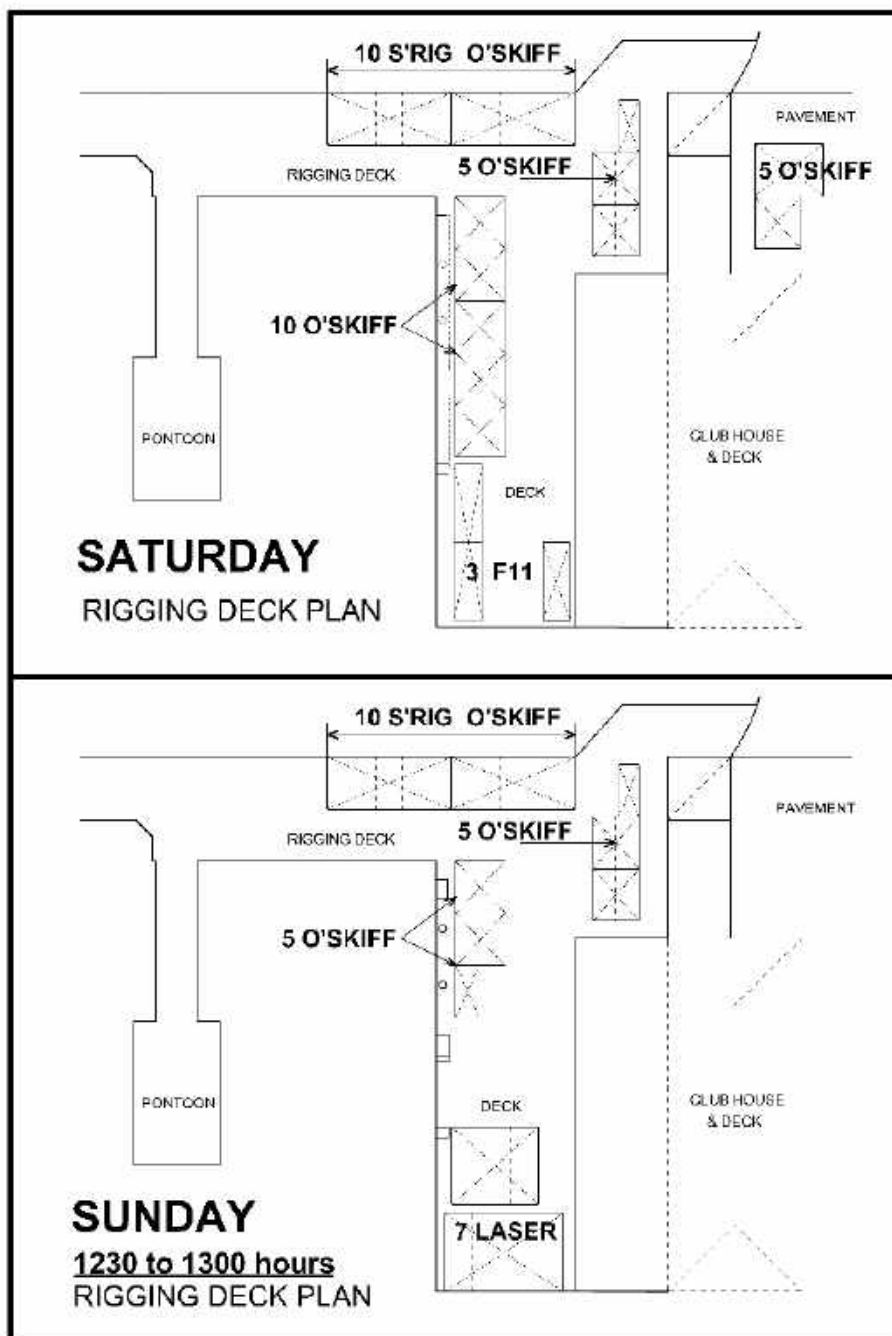 10 S'RIG O'SKIFF
PAVEMENT
5 O'SKIFF
5 O'SKIFF
RIGGING DECK
10 O'SKIFF
PONTOON
CLUB HOUSE
& DECK
DECK
SATURDAY
3 F11
RIGGING DECK PLAN
10 S'RIG O'SKIFF
PAVEMENT
5 O'SKIFF
RIGGING DECK
5 O'SKIFF
PONTOON
DECK
CLUB HOUSE
& DECK
SUNDAY
7 LASER
1230 to 1300 hours
RIGGING DECK PLAN